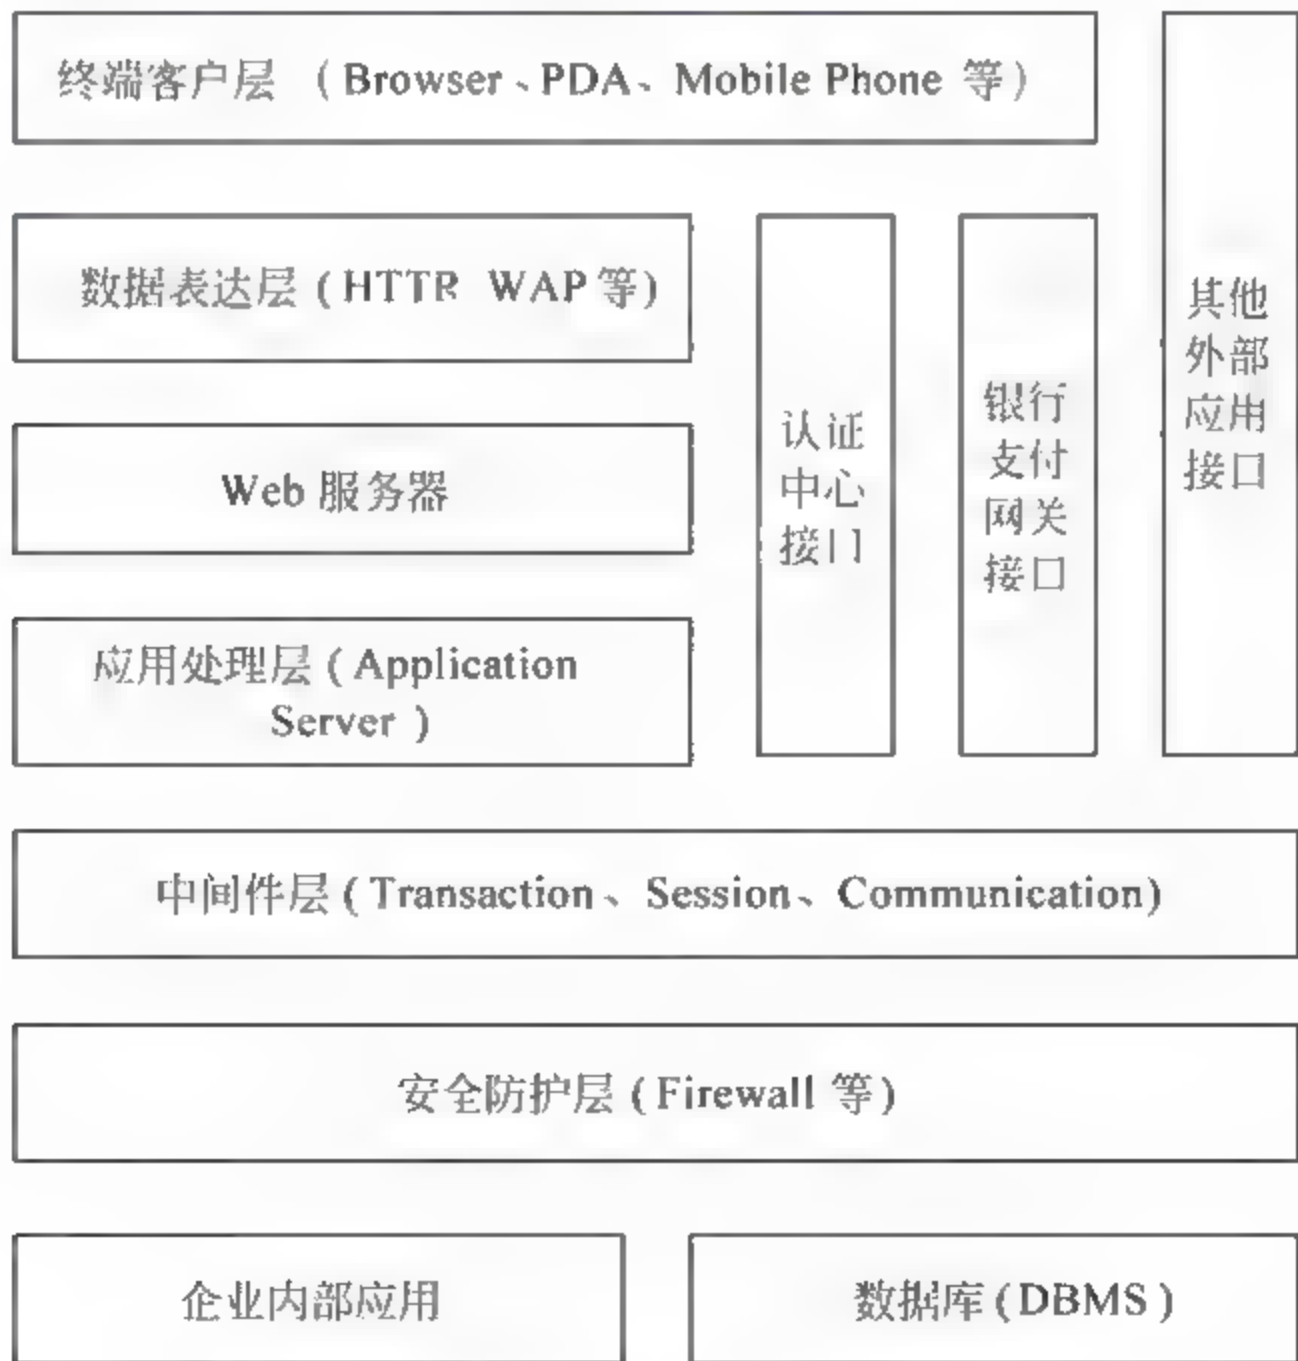 终端客户层 （Browser、PDA、Mobile Phone 等）
数据表达层（HTTR WAP 等）
Web 服务器
应用处理层（Application
Server ）
认证
中心
接口
银行
支付
网关
接口
其他
外部
应用
接口
中间件层（Transaction、Session、Communication）
安全防护层（Firewall 等）
企业内部应用
数据库（DBMS）